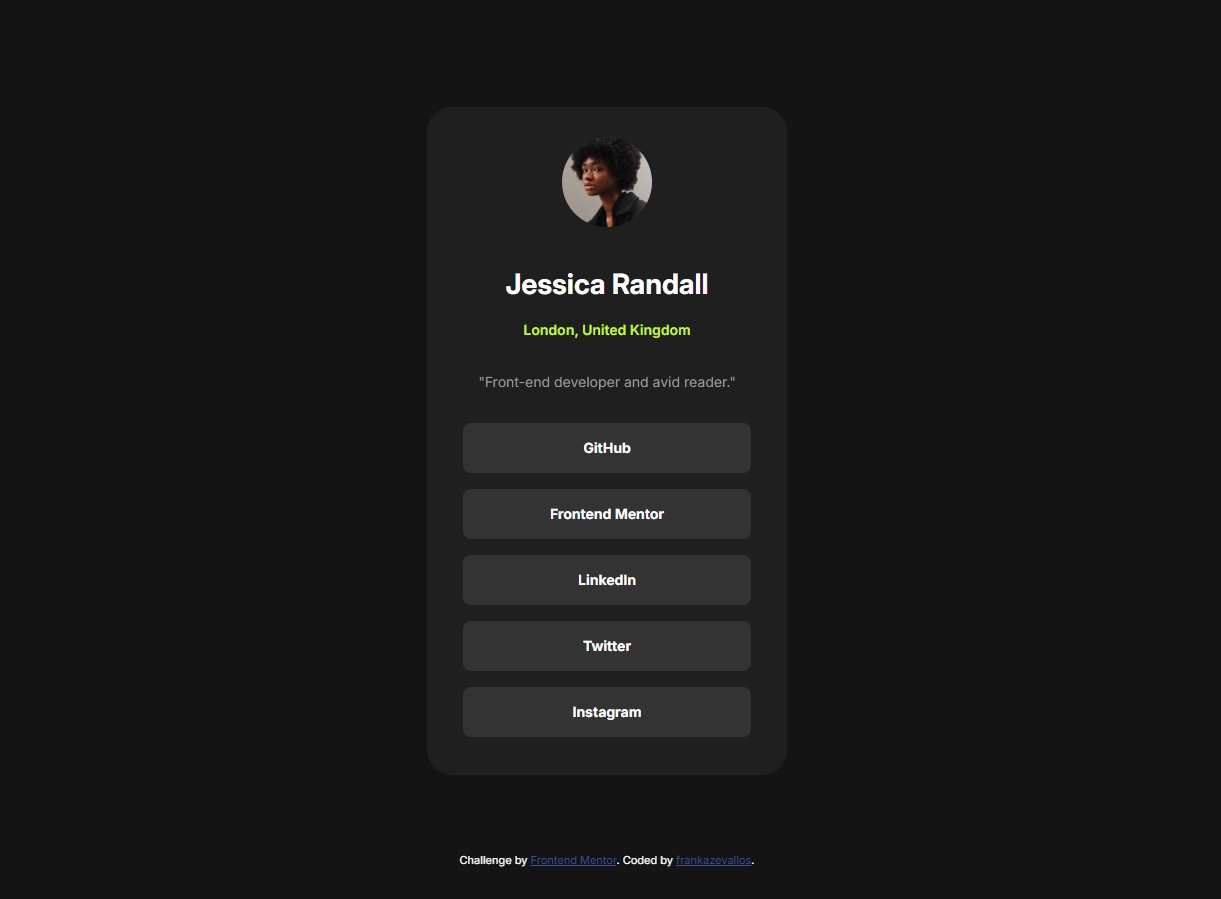 Jessica Randall
London, United Kingdom
"Front-end developer and avid reader."
GitHub
Frontend Mentor
LinkedIn
Twitter
Instagram
Challenge by Frontend Mentor. Coded by frankazevallos.